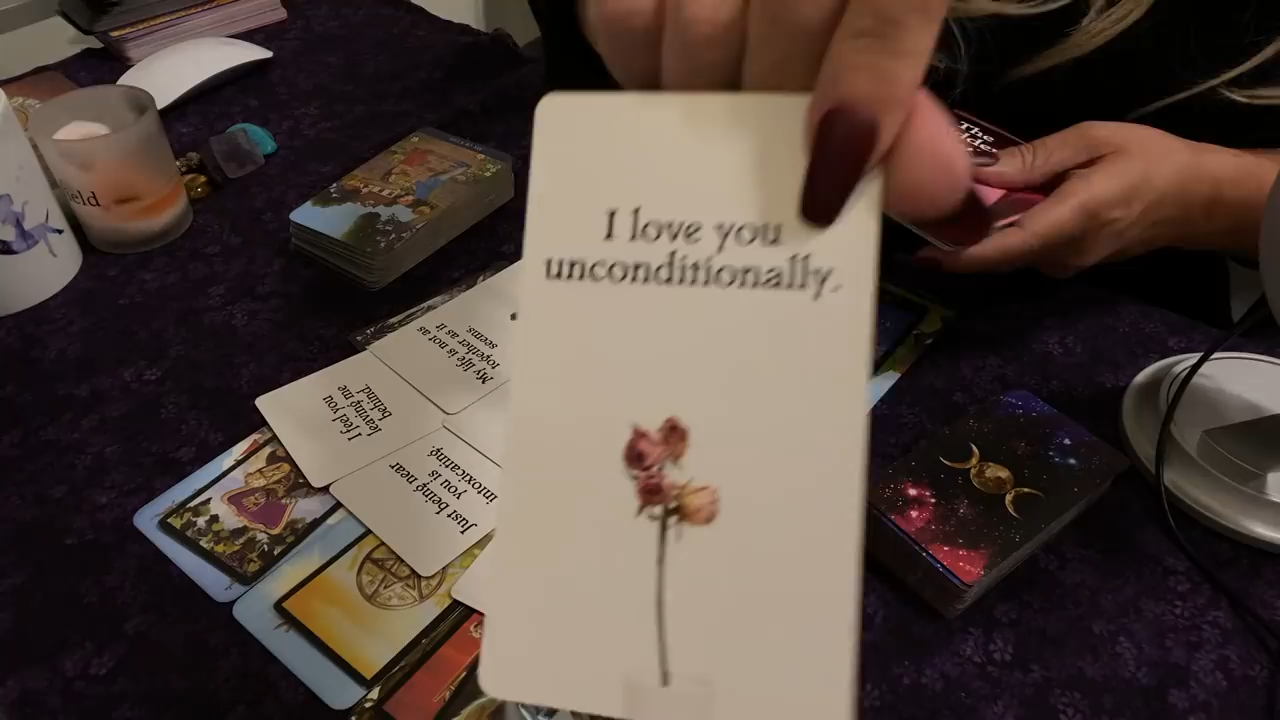 I love you
unconditionally.
My life is not as
together as it
seems.
I feel you
leaving me
behind.
Just being near
you is
intoxicating.
The